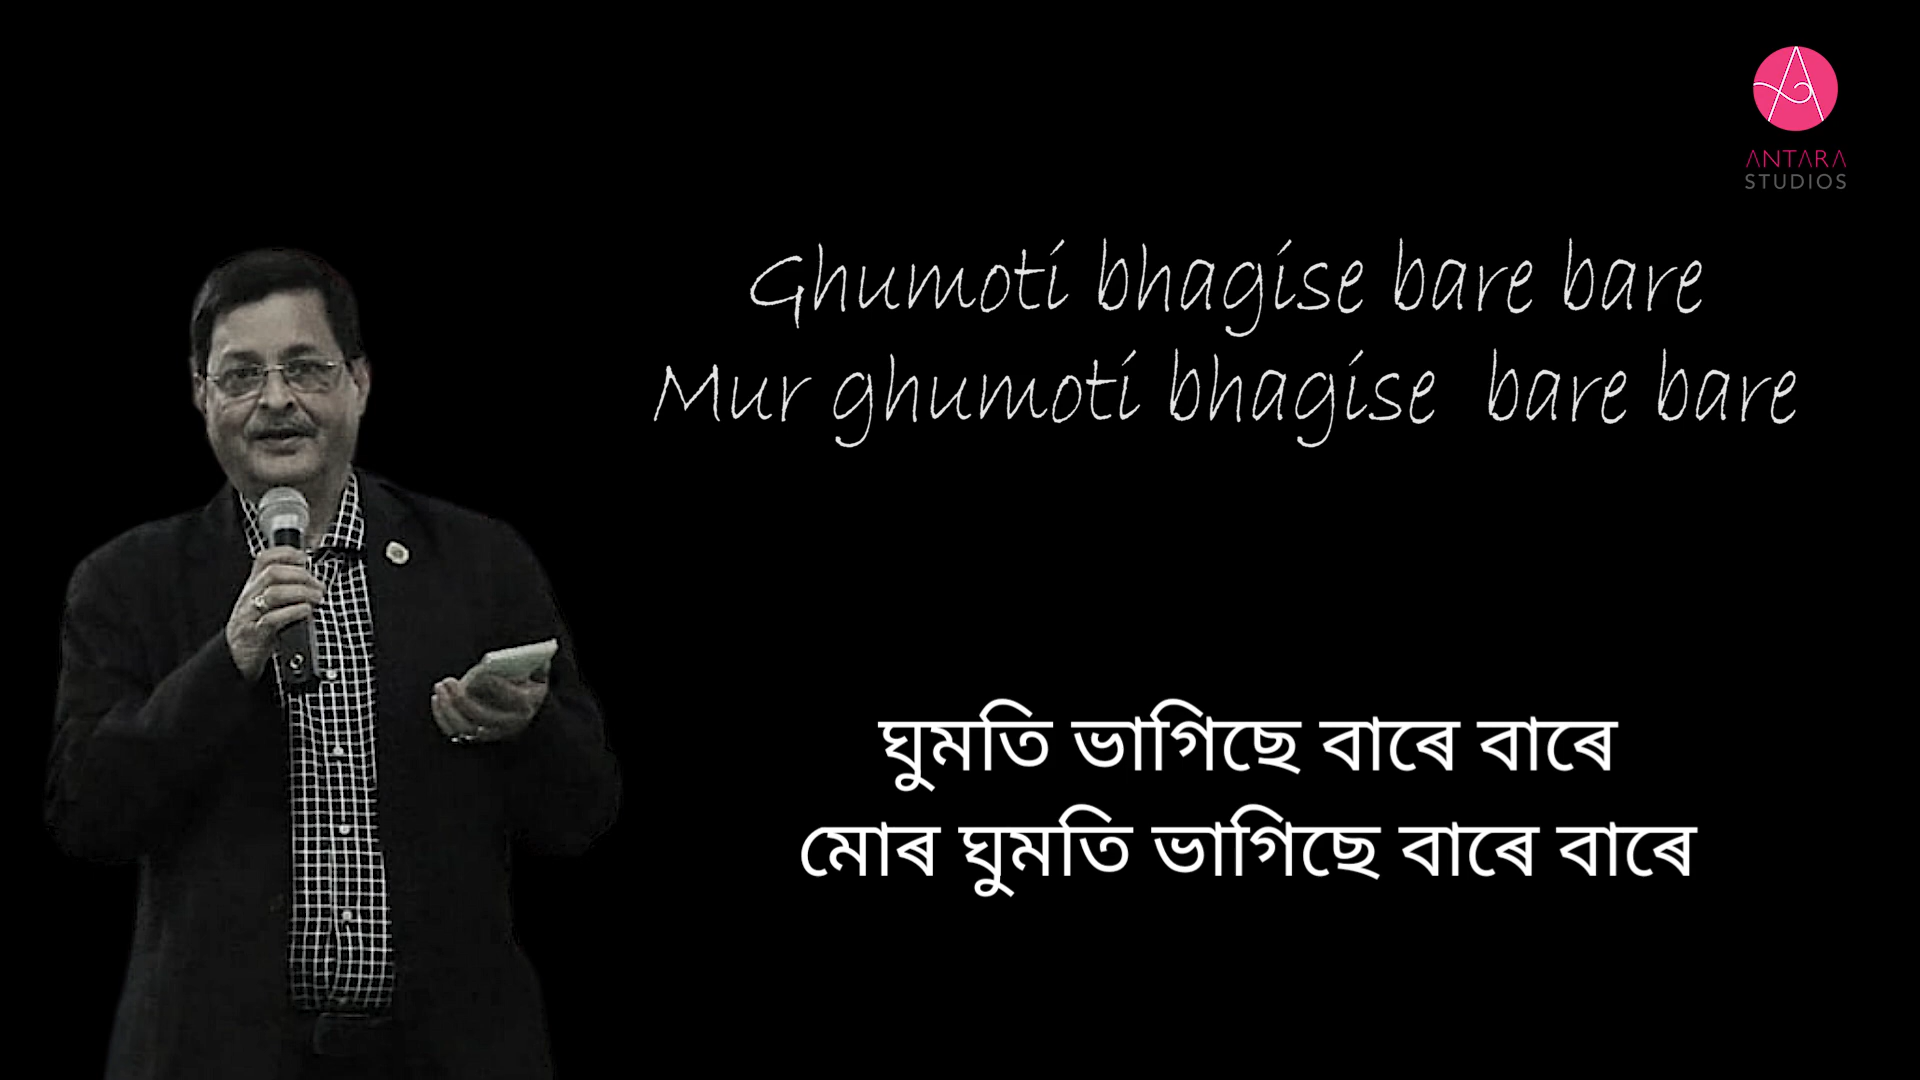 ANTARA
STUDIOS
Ghumoti bhagise bare bare
Mur ghumoti bhagise bare bare
ঘুমতি ভাগিছে বাৰে বাৰে
মোৰ ঘুমতি ভাগিছে বাৰে বাৰে